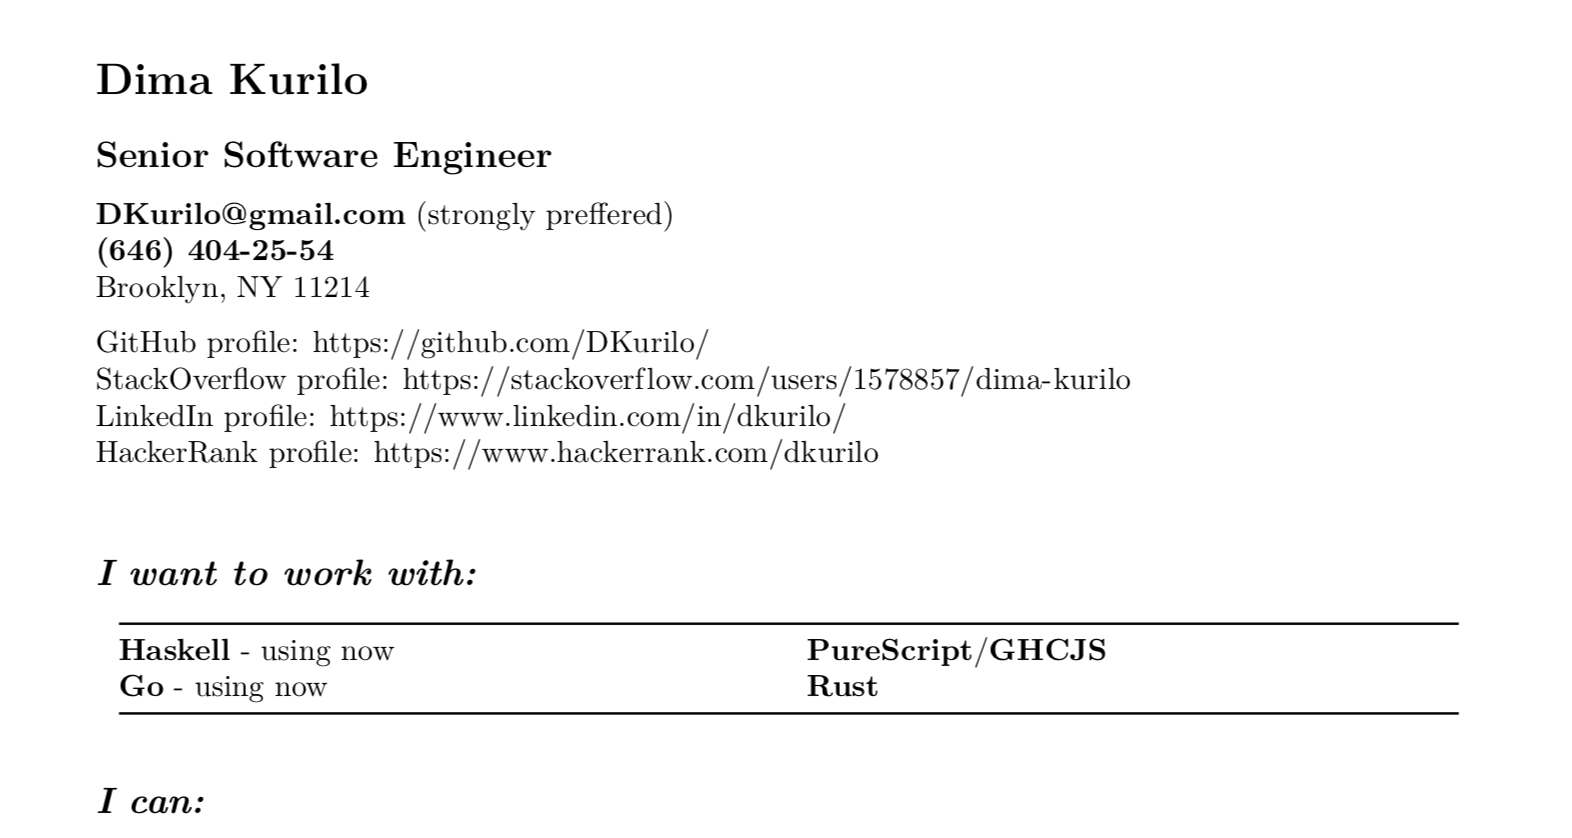 Dima Kurilo
Senior Software Engineer
DKurilo@gmail.com (strongly preffered)
(646) 404-25-54
Brooklyn, NY 11214
GitHub profile: https://github.com/DKurilo/
StackOverflow profile: https://stackoverflow.com/users/1578857/dima-kurilo
LinkedIn profile: https://www.linkedin.com/in/dkurilo/
HackerRank profile: https://www.hackerrank.com/dkurilo
I want to work with:
Haskell - using now PureScript/GHCJS
Go - using now Rust
I can: